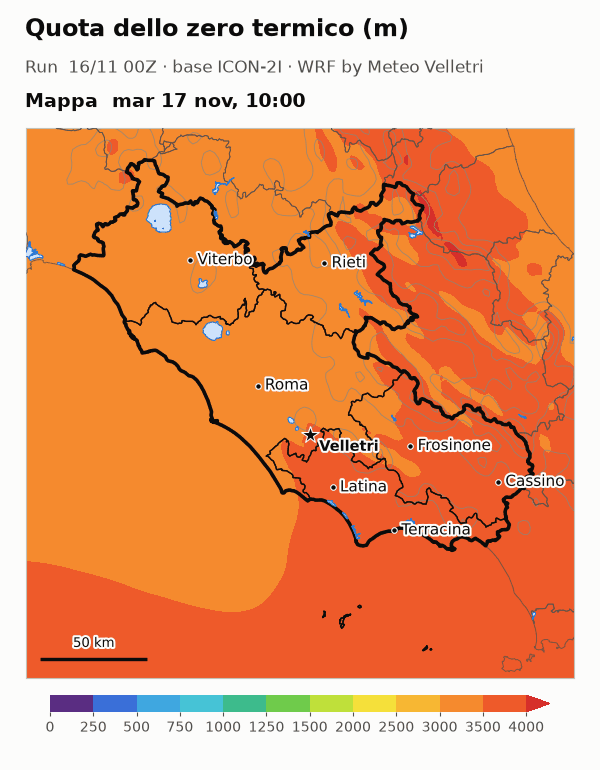 Quota dello zero termico (m)
Run  16/11 00Z · base ICON-2I · WRF by Meteo Velletri
Mappa  mar 17 nov, 10:00
Viterbo
Rieti
Roma
Velletri
Frosinone
Latina
Cassino
Terracina
50 km
0 250 500 750 1000 1250 1500 2000 2500 3000 3500 4000